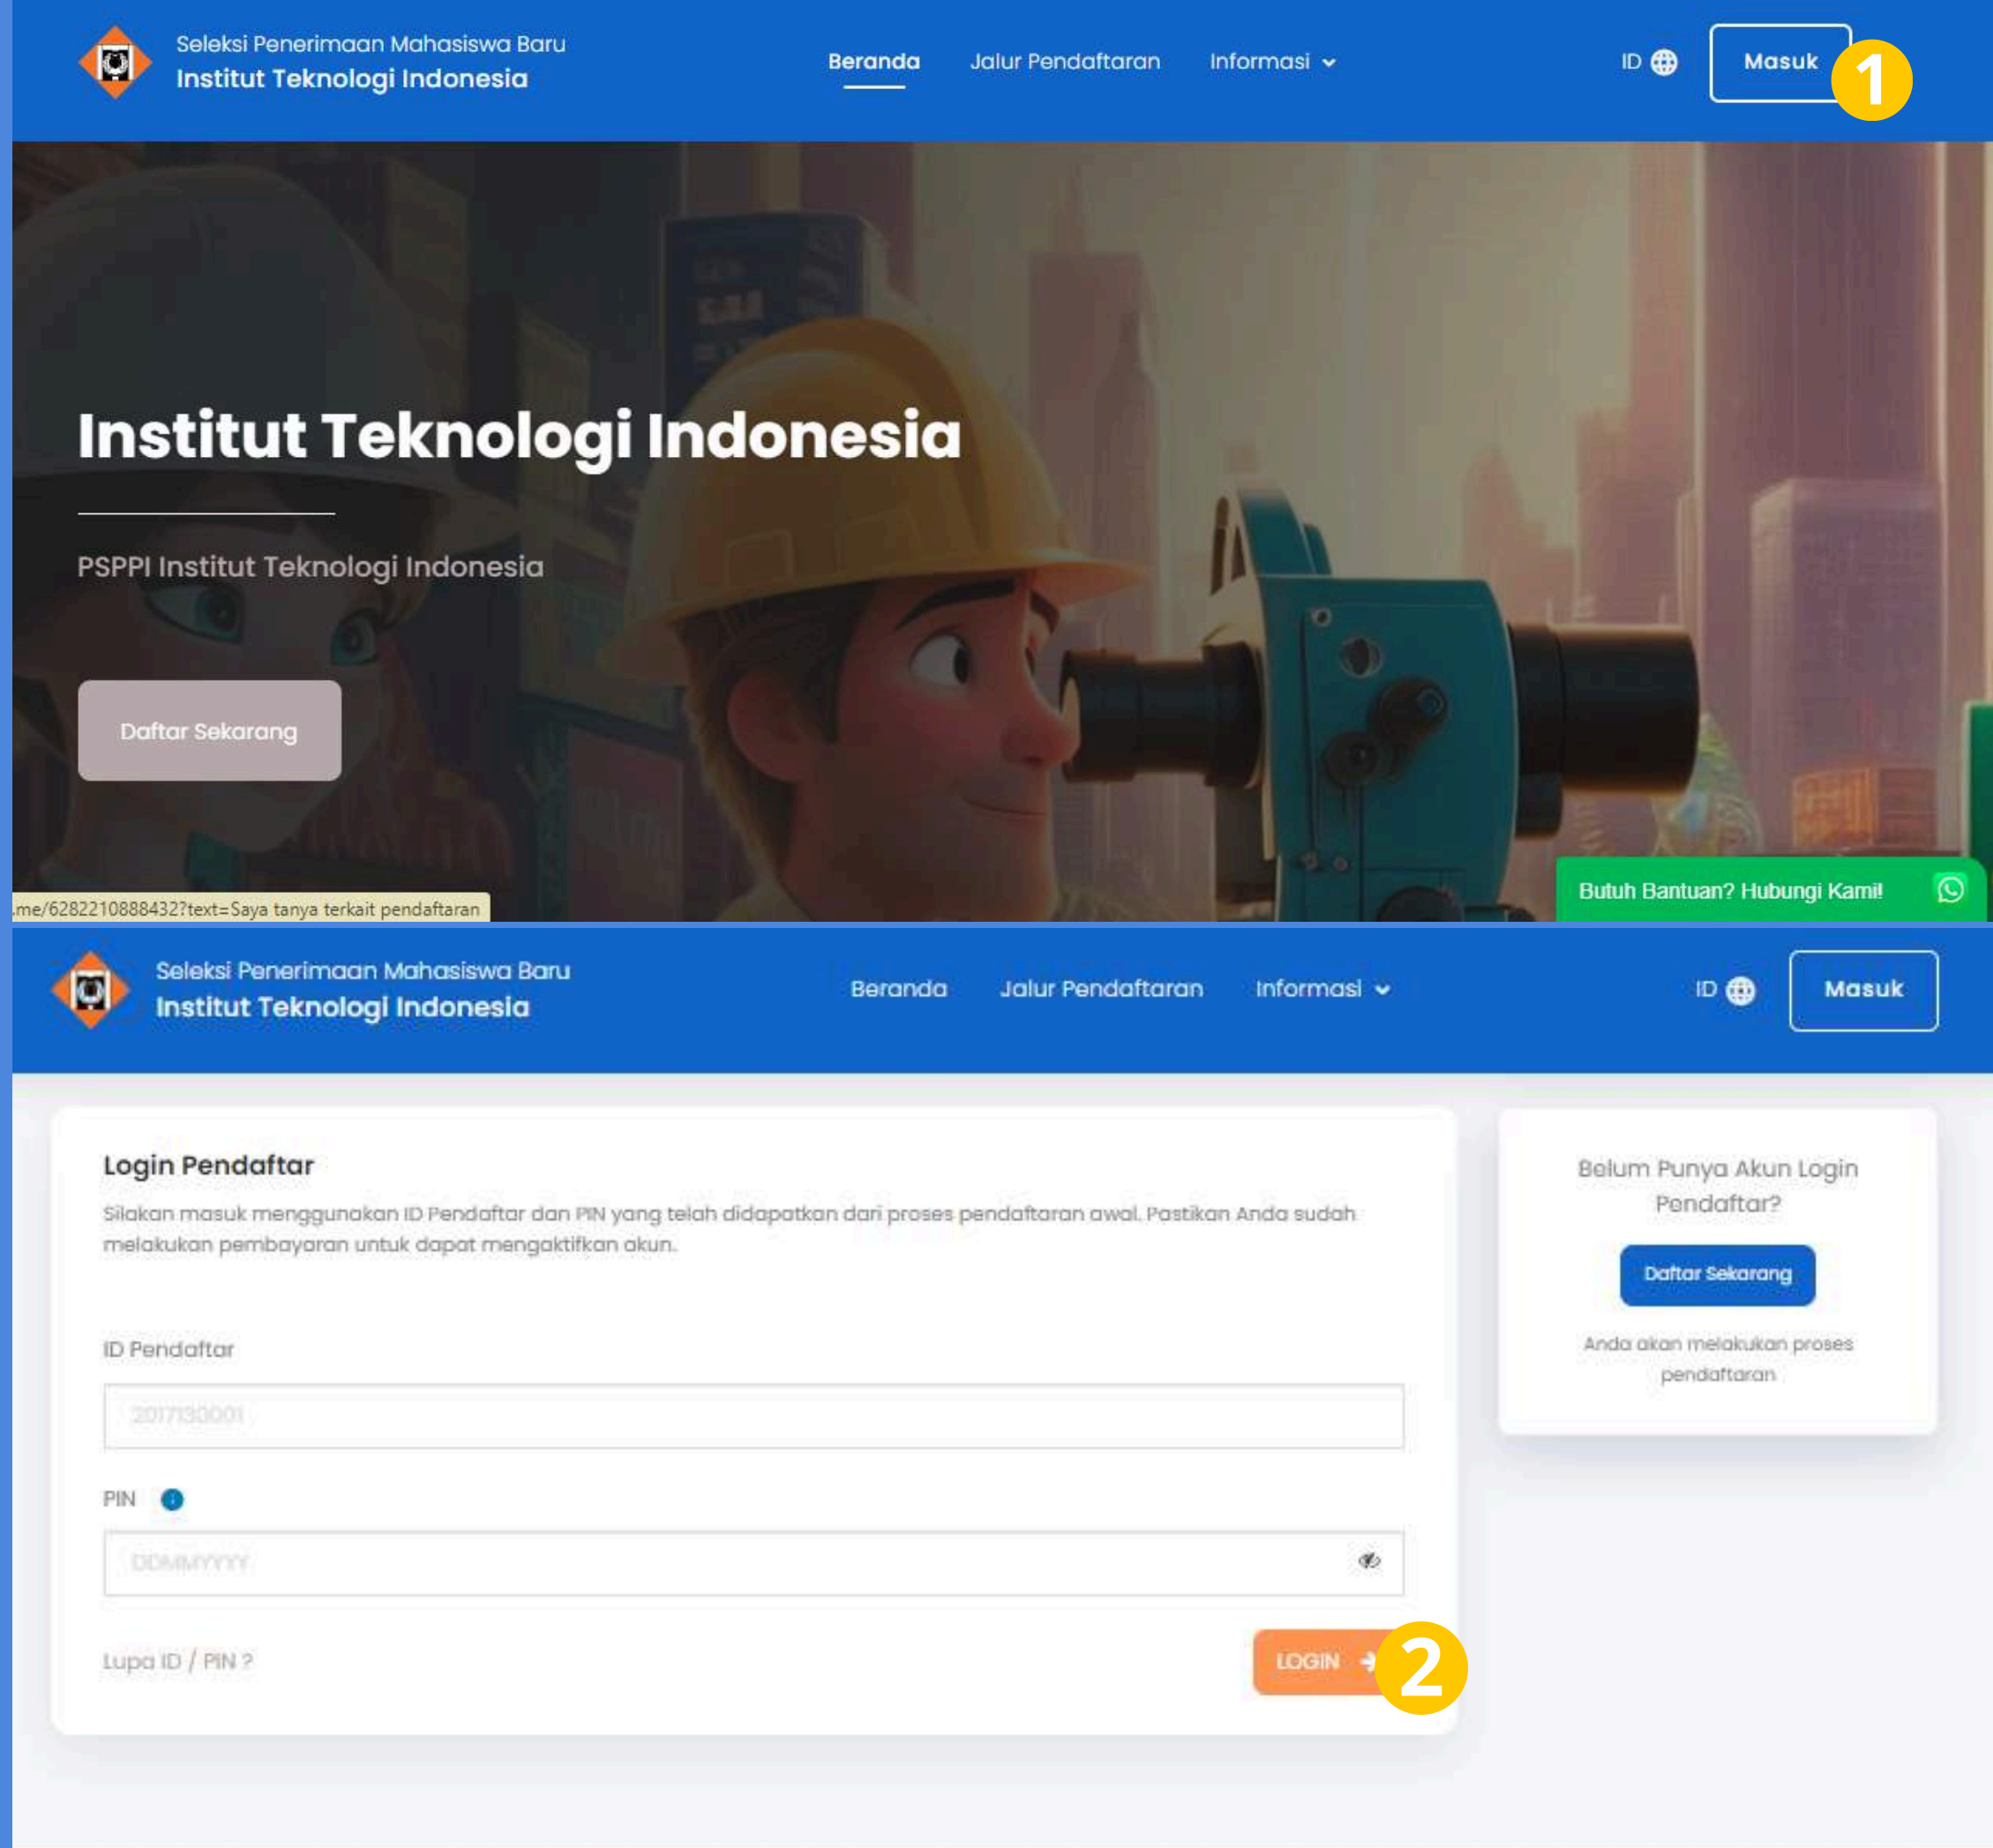 Seleksi Penerimaan Mahasiswa Baru
Institut Teknologi Indonesia
Beranda
Jalur Pendaftaran
Informasi
ID
Masuk
1
Institut Teknologi Indonesia
PSPPI Institut Teknologi Indonesia
Daftar Sekarang
.me/6282210888432?text=Saya tanya terkait pendaftaran
Butuh Bantuan? Hubungi Kami!
Seleksi Penerimaan Mahasiswa Baru
Institut Teknologi Indonesia
Beranda
Jalur Pendaftaran
Informasi
ID
Masuk
Login Pendaftar
Silakan masuk menggunakan ID Pendaftar dan PIN yang telah didapatkan dari proses pendaftaran awal. Pastikan Anda sudah
melakukan pembayaran untuk dapat mengaktifkan akun.
ID Pendaftar
2017130001
PIN
DDMMYYYY
Lupa ID / PIN ?
LOGIN
2
Belum Punya Akun Login
Pendaftar?
Daftar Sekarang
Anda akan melakukan proses
pendaftaran